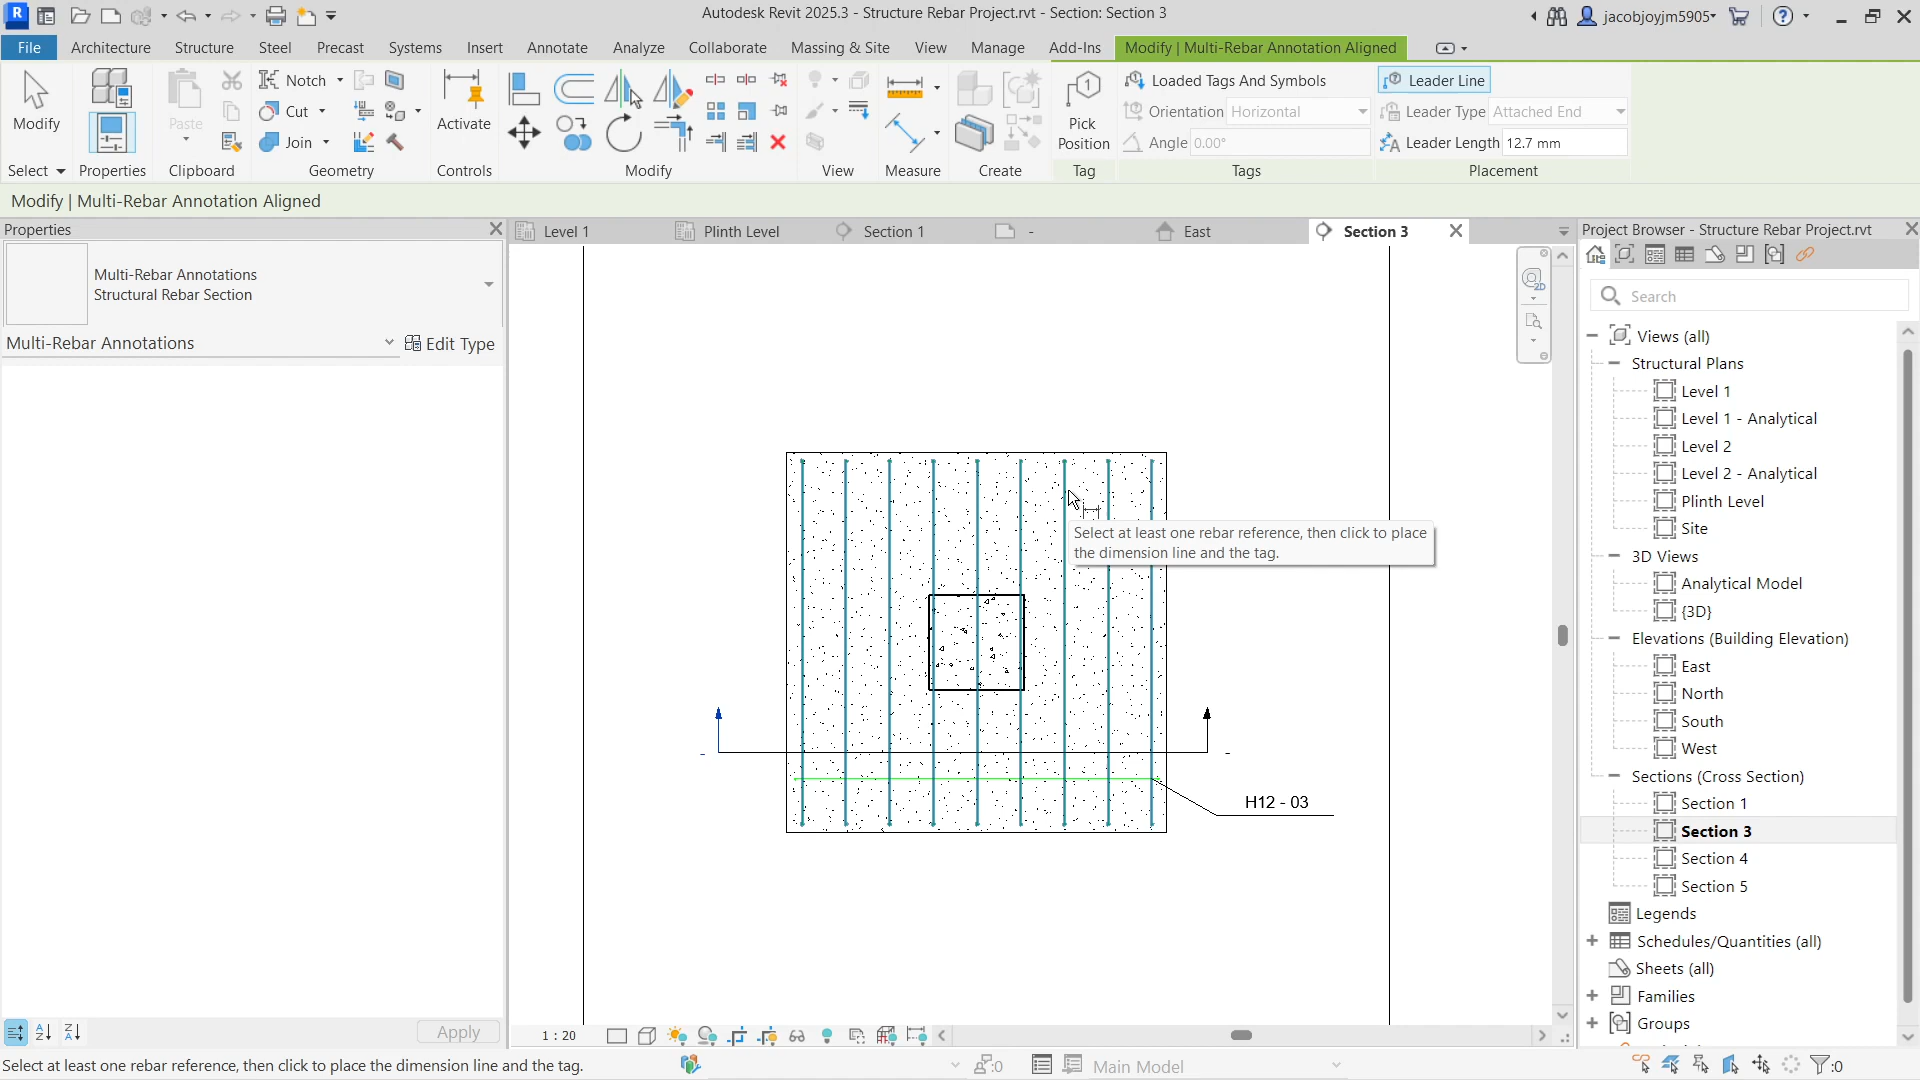 Autodesk Revit 2025.3 - Structure Rebar Project.rvt - Section: Section 3
jacobjoyjm5905
File Architecture Structure Steel Precast Systems Insert Annotate Analyze Collaborate Massing & Site View Manage Add-Ins Modify | Multi-Rebar Annotation Aligned
Modify
Paste
Notch
Cut
Join
Activate
Pick
Position
Loaded Tags And Symbols
Orientation Horizontal
Angle 0.00°
Leader Line
Leader Type Attached End
Leader Length 12.7 mm
Select Properties Clipboard Geometry Controls Modify View Measure Create Tag Tags Placement
Modify | Multi-Rebar Annotation Aligned
Properties
Multi-Rebar Annotations
Structural Rebar Section
Multi-Rebar Annotations
Edit Type
Apply
Level 1 Plinth Level Section 1 - East Section 3
2D
Select at least one rebar reference, then click to place
the dimension line and the tag.
- -
H12 - 03
1 : 20
Project Browser - Structure Rebar Project.rvt
Search
Views (all)
Structural Plans
Level 1
Level 1 - Analytical
Level 2
Level 2 - Analytical
Plinth Level
Site
3D Views
Analytical Model
{3D}
Elevations (Building Elevation)
East
North
South
West
Sections (Cross Section)
Section 1
Section 3
Section 4
Section 5
Legends
Schedules/Quantities (all)
Sheets (all)
Families
Groups
Select at least one rebar reference, then click to place the dimension line and the tag.
:0
Main Model
:0